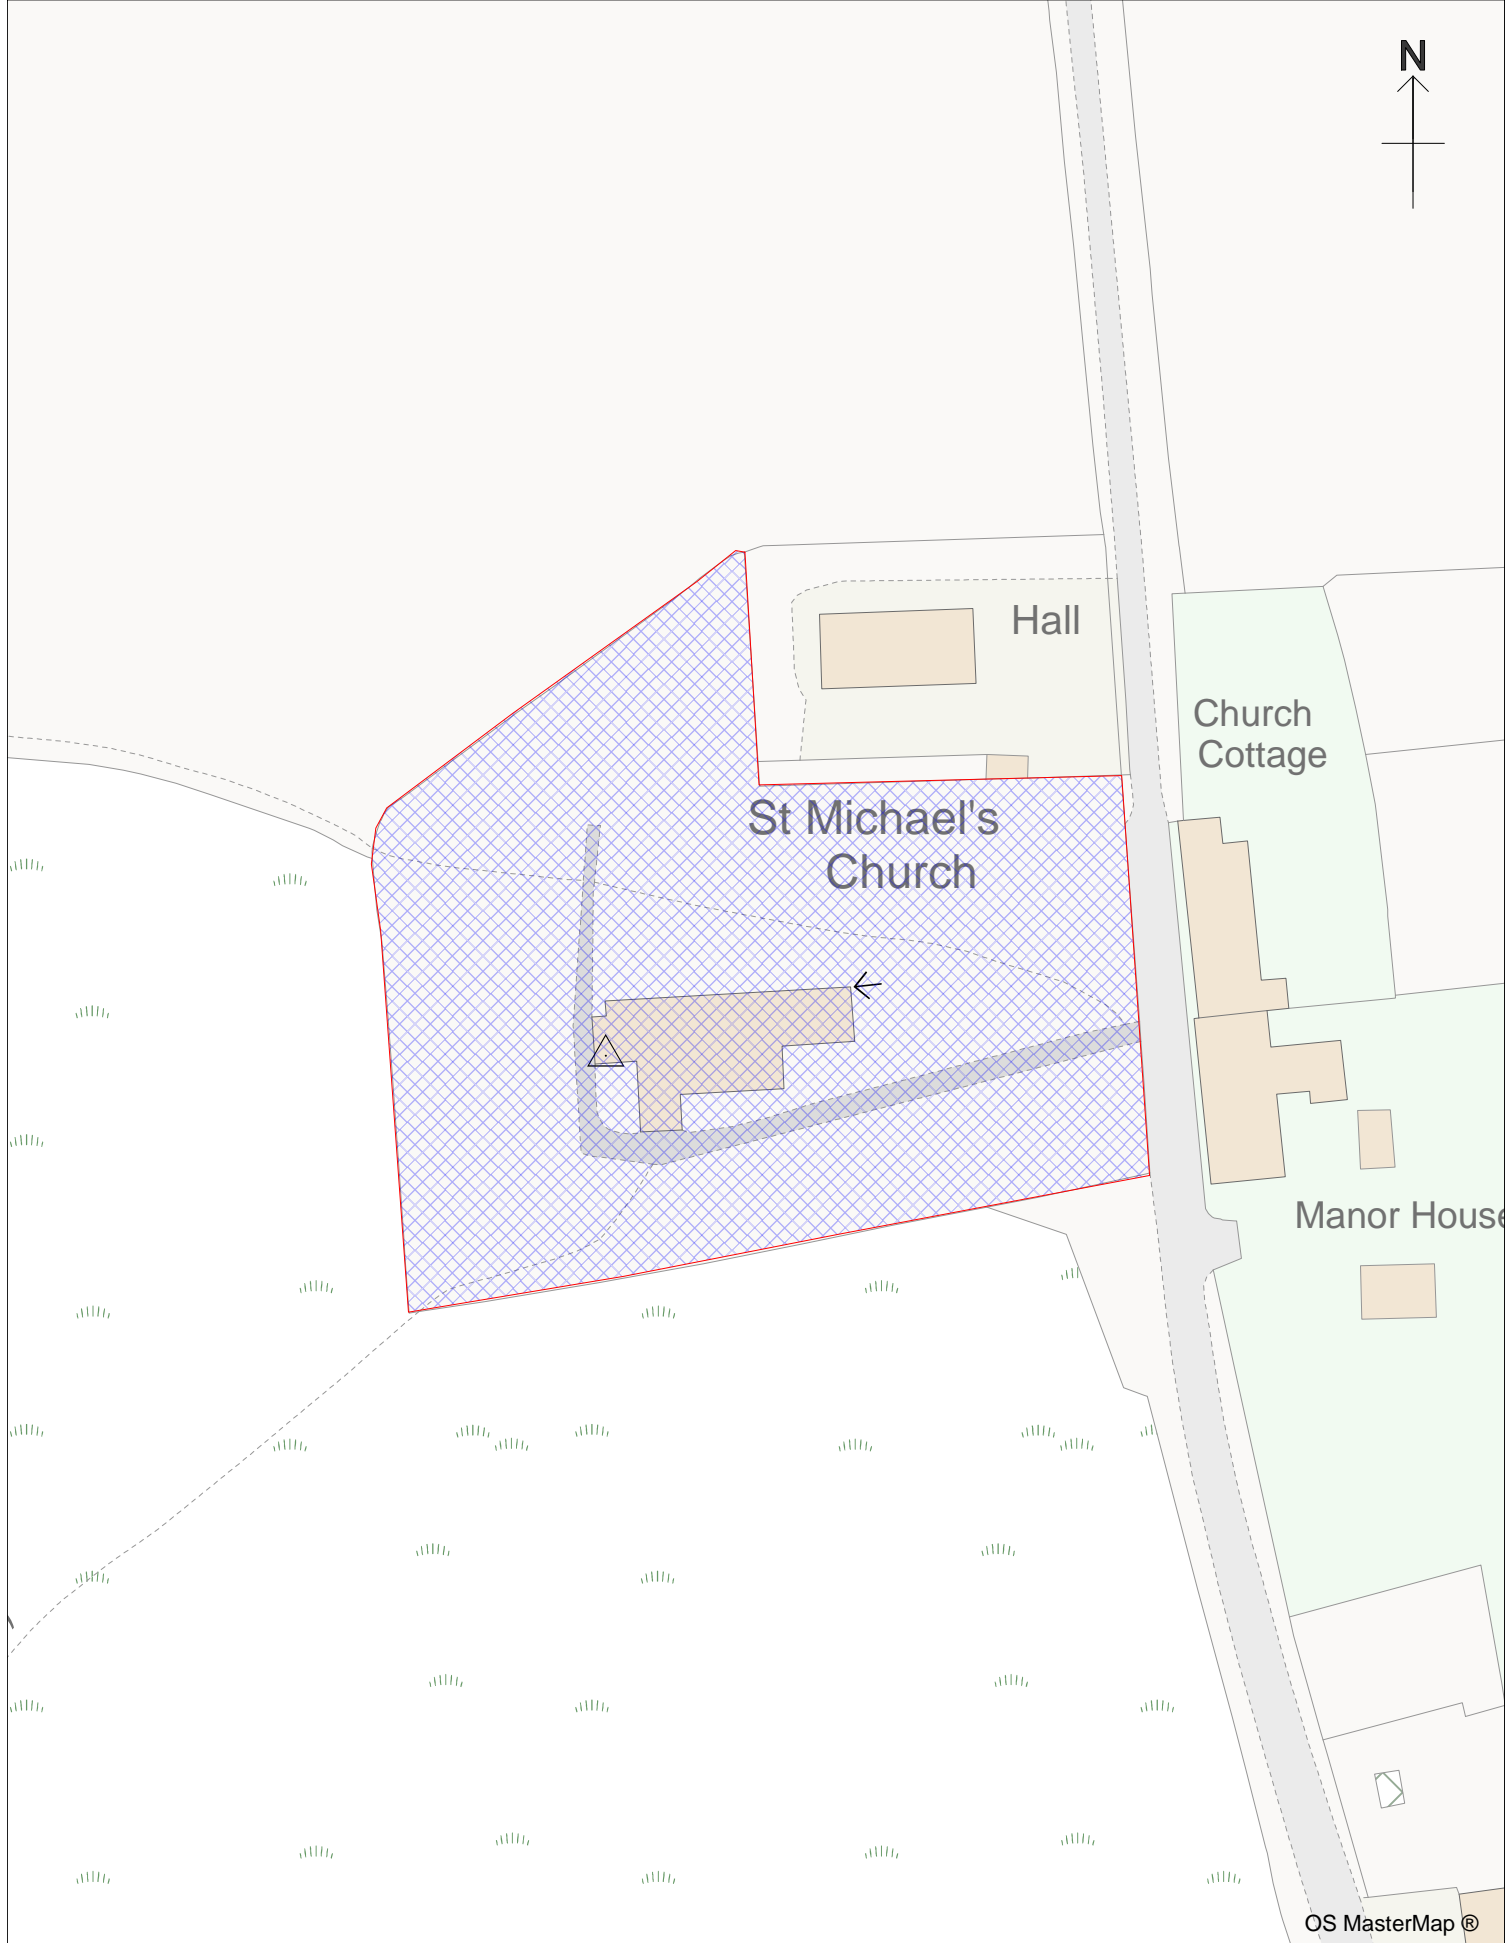 N
Hall
Church
Cottage
St Michael's
Church
Manor House
OS MasterMap ®